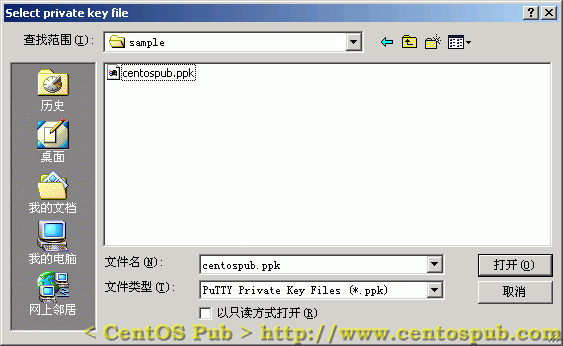 Select private key file
查找范围(I):
sample
centospub.ppk
历史
桌面
我的文档
我的电脑
网上邻居
文件名(N):
centospub.ppk
打开(O)
文件类型(T):
PuTTY Private Key Files (*.ppk)
取消
以只读方式打开(R)
< CentOS Pub > http://www.centospub.com